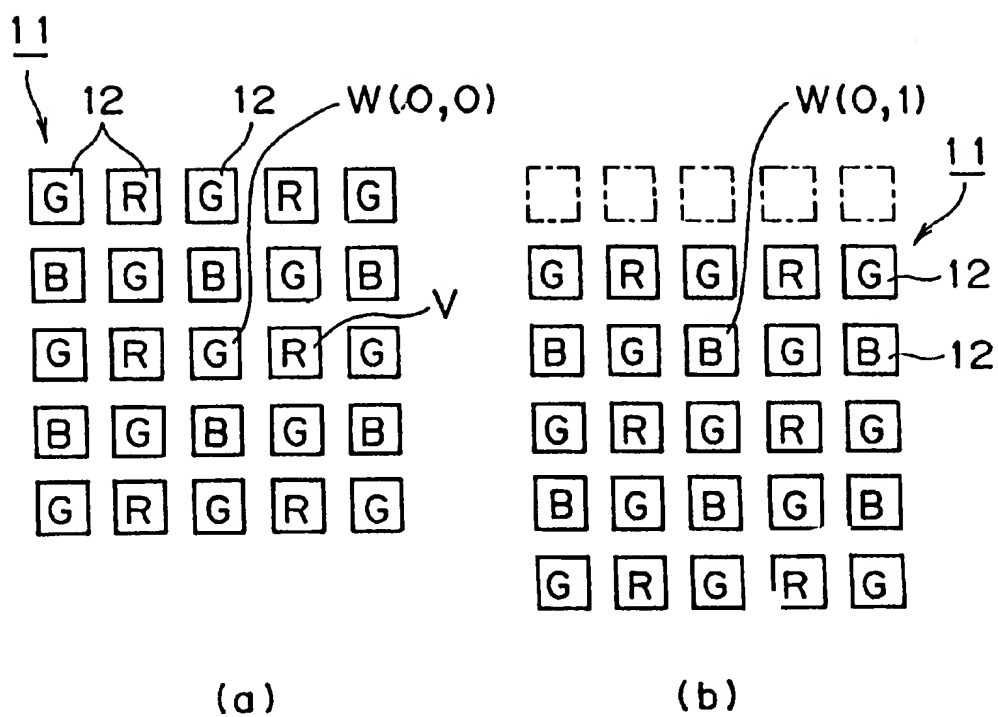 11
12 12 W(0,0)
G R G R G
B G B G B
V
G R G R G
B G B G B
G R G R G
(a)
W(0,1)
11
G R G R G 12
B G B G B 12
G R G R G
B G B G B
G R G R G
(b)